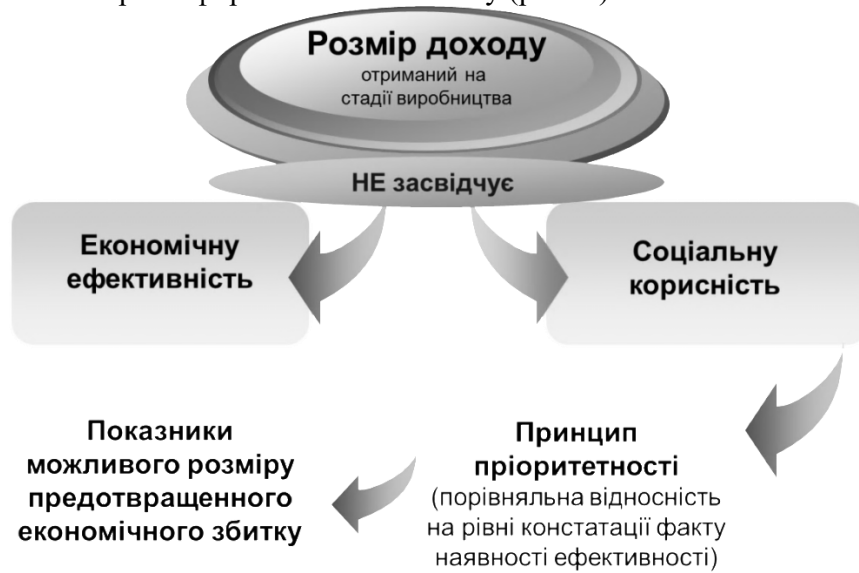 Розмір доходу
отриманий на
стадії виробництва
НЕ засвідчує
Економічну
ефективність
Соціальну
корисність
Показники
можливого розміру
предотвращенного
економічного збитку
Принцип
пріоритетності
(порівняльна відносність
на рівні констатації факту
наявності ефективності)